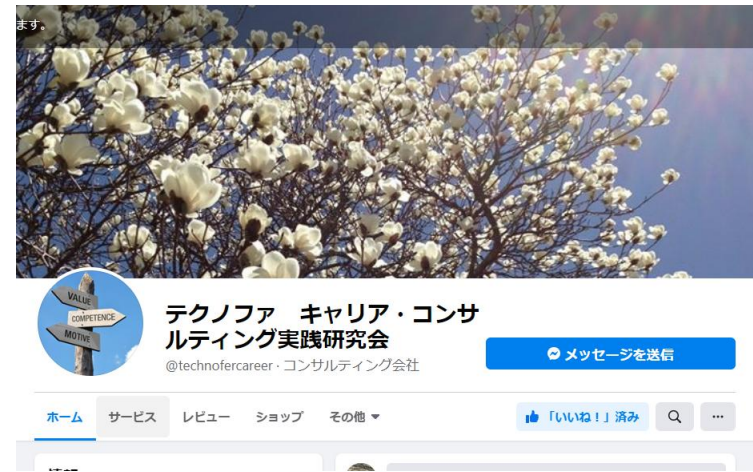 ます。
VALUE
COMPETENCE
MOTIVE
テクノファ　キャリア・コンサ
ルティング実践研究会
@technofercareer · コンサルティング会社
メッセージを送信
ホーム サービス レビュー ショップ その他
「いいね！」済み